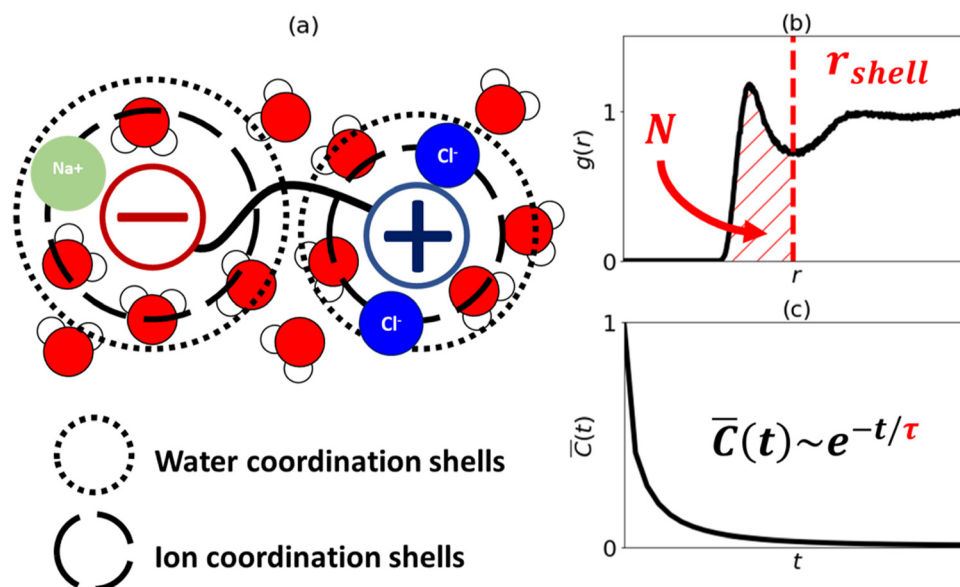 (a)
Na+
Cl-
Cl-
−
+
Water coordination shells
Ion coordination shells
(b)
1
0
g(r)
r
N
r_shell
(c)
1
0
C̅(t)
t
C̅(t)~e^{-t/τ}